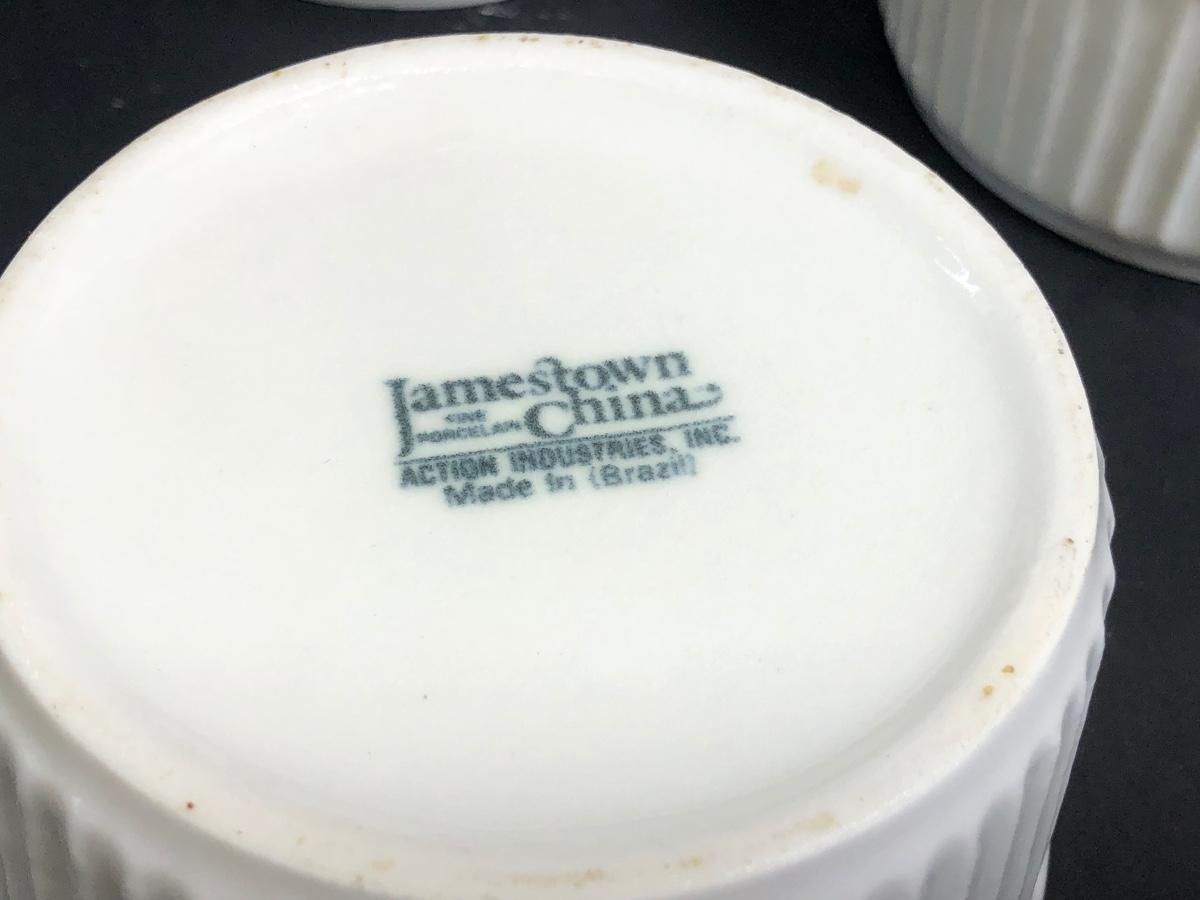 Jamestown
FINE
PORCELAIN China
ACTION INDUSTRIES, INC.
Made in (Brazil)